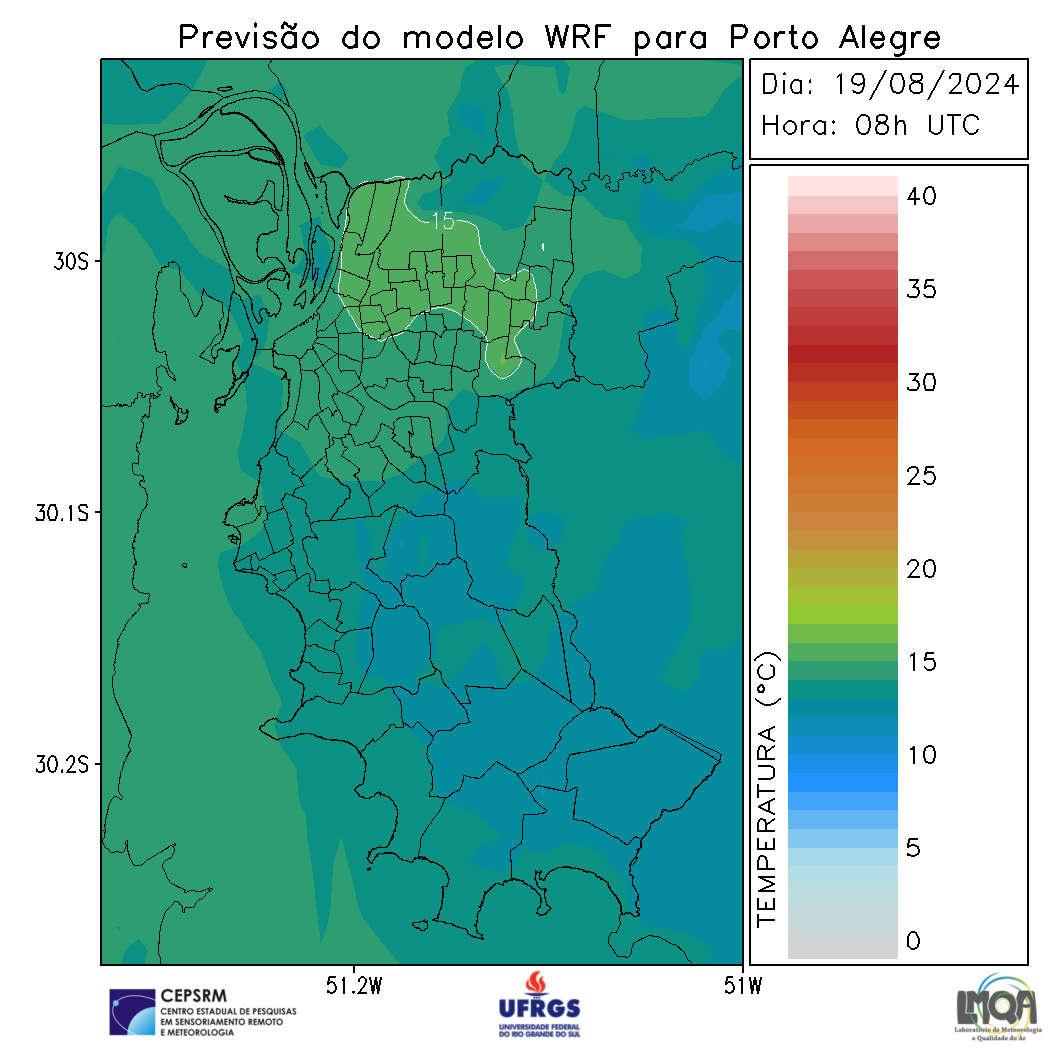 Previsão do modelo WRF para Porto Alegre
Dia: 19/08/2024
Hora: 08h UTC
15
30S
30.1S
30.2S
51.2W
51W
40
35
30
25
20
15
10
5
0
TEMPERATURA (°C)
CEPSRM
CENTRO ESTADUAL DE PESQUISAS
EM SENSORIAMENTO REMOTO
E METEOROLOGIA
UFRGS
UNIVERSIDADE FEDERAL
DO RIO GRANDE DO SUL
LMQA
Laboratório de Meteorologia
e Qualidade do Ar